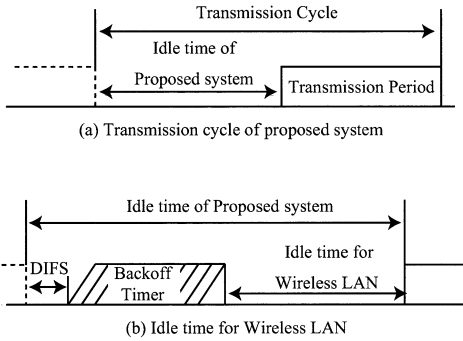 Transmission Cycle
Idle time of
Proposed system
Transmission Period
(a) Transmission cycle of proposed system
Idle time of Proposed system
DIFS
Backoff
Timer
Idle time for
Wireless LAN
(b) Idle time for Wireless LAN